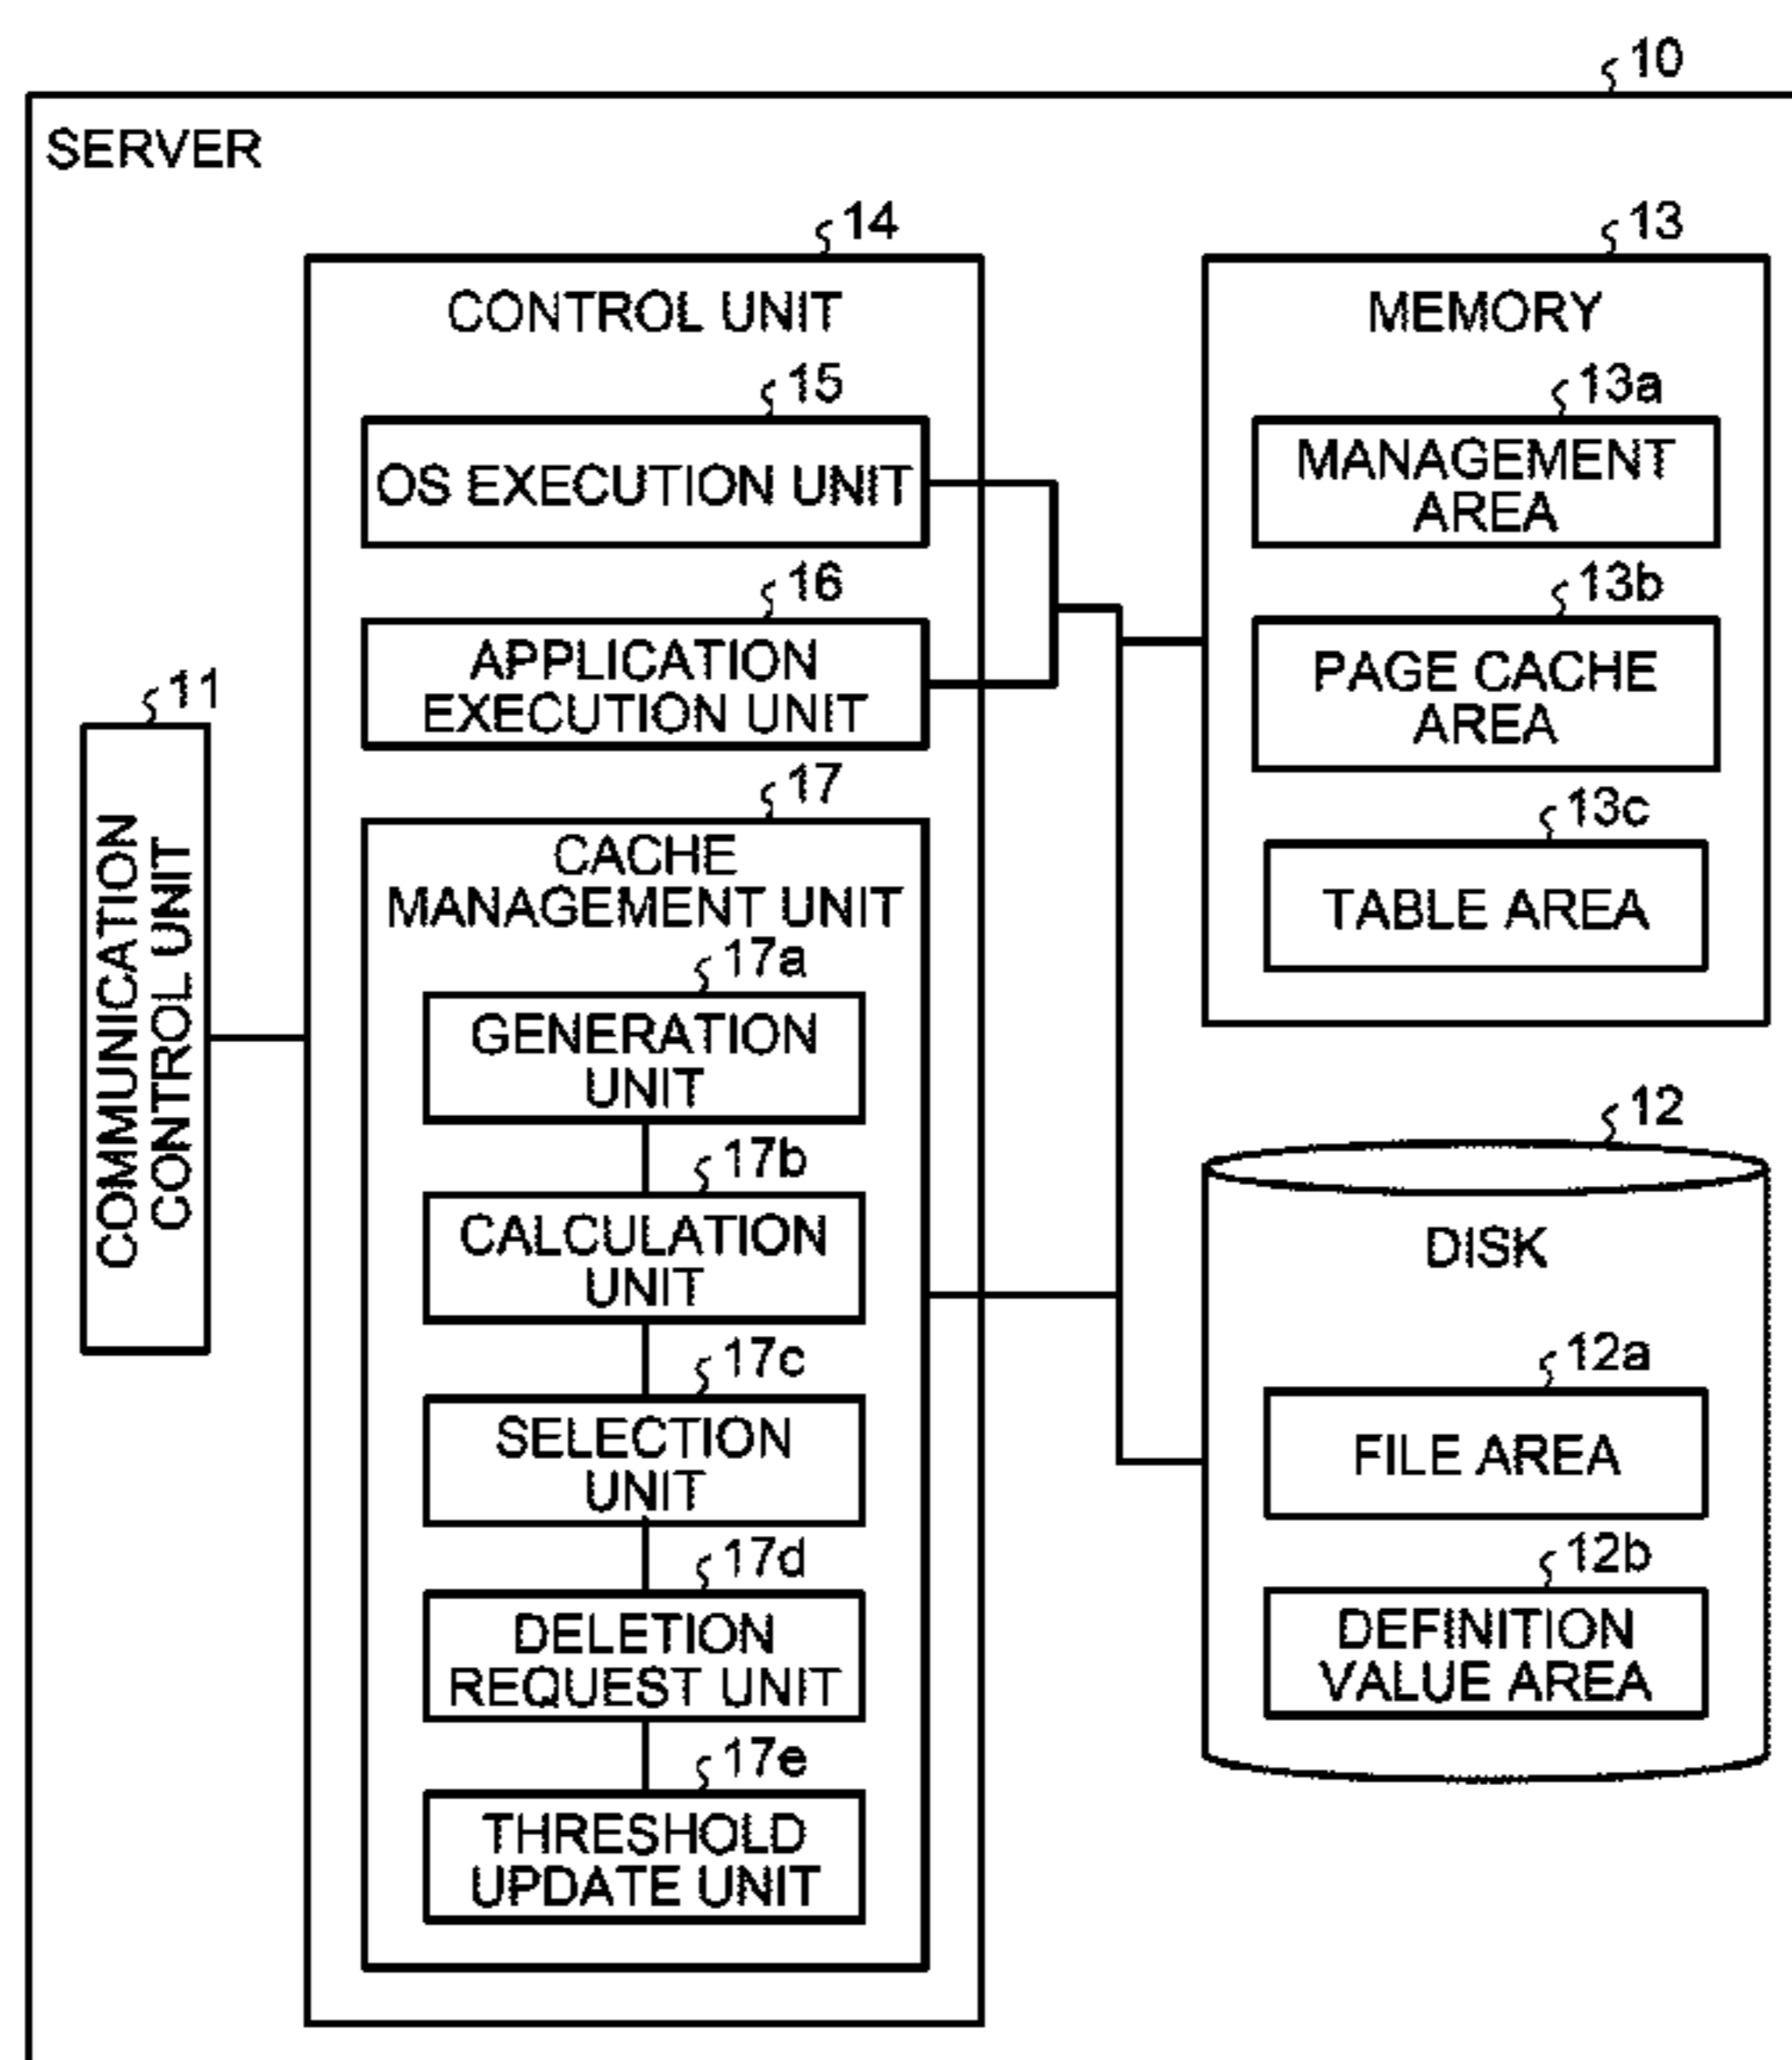 10
SERVER
14
CONTROL UNIT
15
OS EXECUTION UNIT
16
APPLICATION
EXECUTION UNIT
17
CACHE
MANAGEMENT UNIT
17a
GENERATION
UNIT
17b
CALCULATION
UNIT
17c
SELECTION
UNIT
17d
DELETION
REQUEST UNIT
17e
THRESHOLD
UPDATE UNIT
11
COMMUNICATION
CONTROL UNIT
13
MEMORY
13a
MANAGEMENT
AREA
13b
PAGE CACHE
AREA
13c
TABLE AREA
12
DISK
12a
FILE AREA
12b
DEFINITION
VALUE AREA